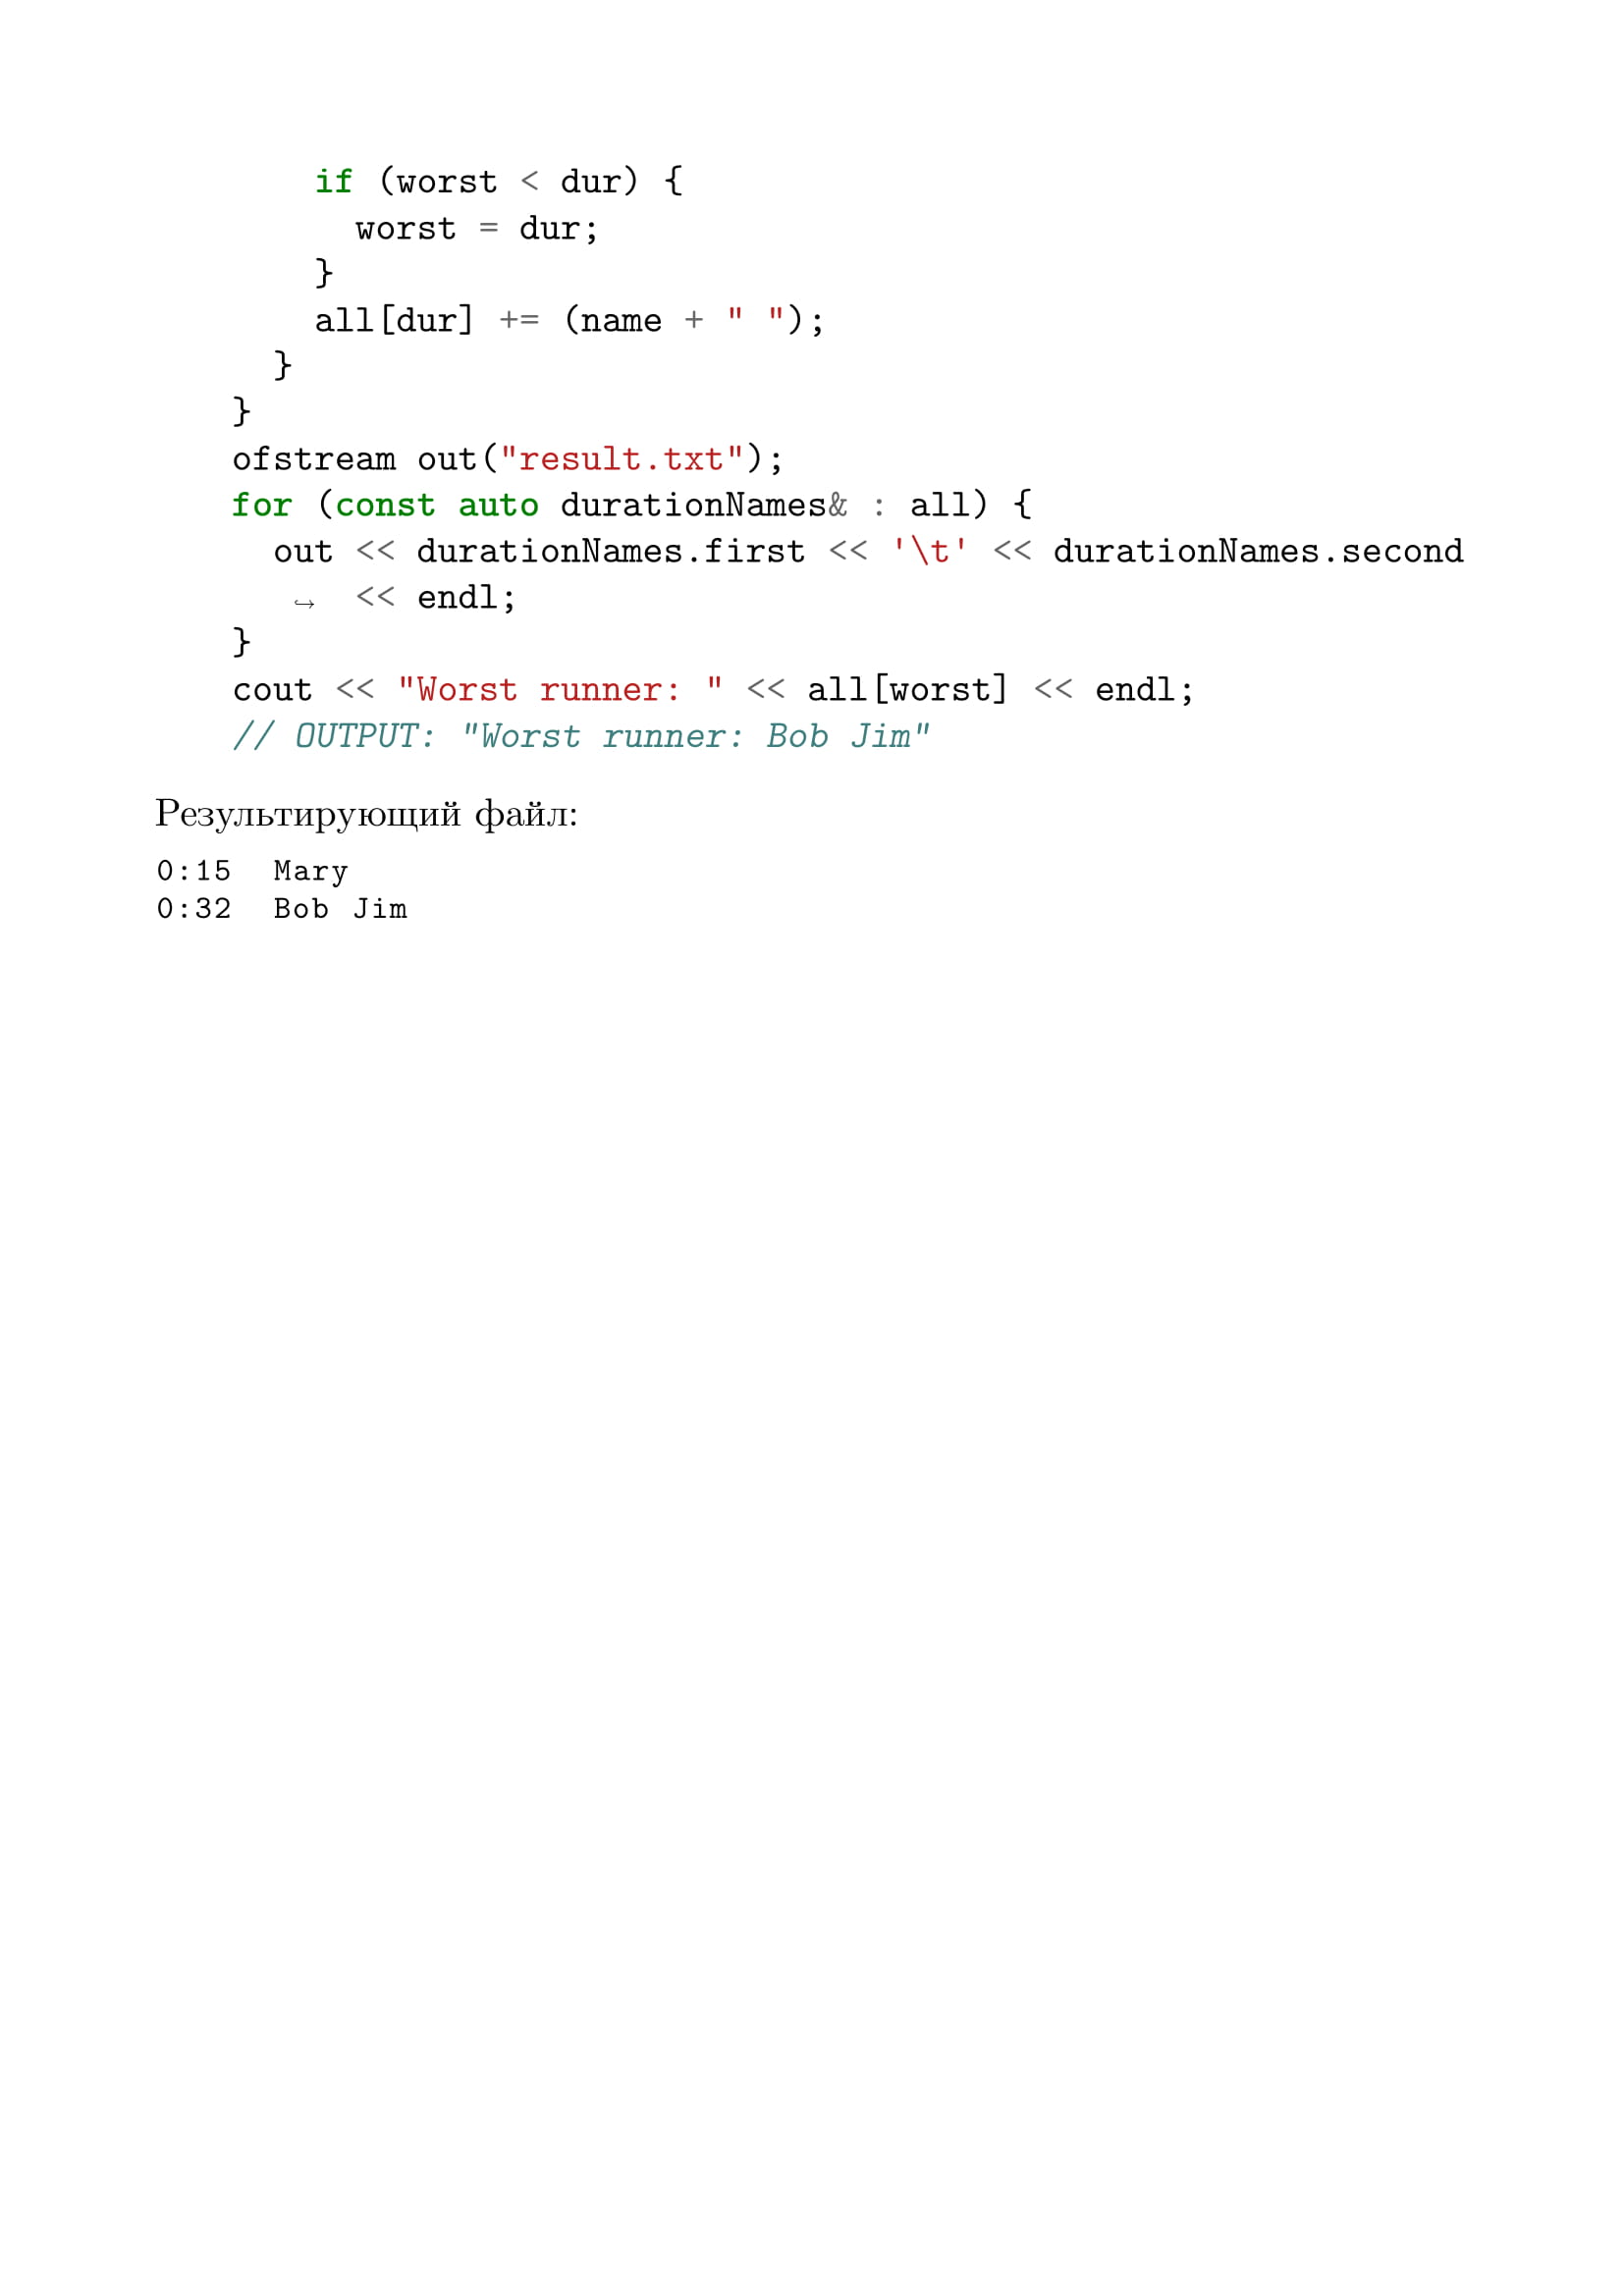 if (worst < dur) {
worst = dur;
}
all[dur] += (name + " ");
}
}
ofstream out("result.txt");
for (const auto durationNames& : all) {
out << durationNames.first << '\t' << durationNames.second
↪ << endl;
}
cout << "Worst runner: " << all[worst] << endl;
// OUTPUT: "Worst runner: Bob Jim"
Результирующий файл:
0:15 Mary
0:32 Bob Jim